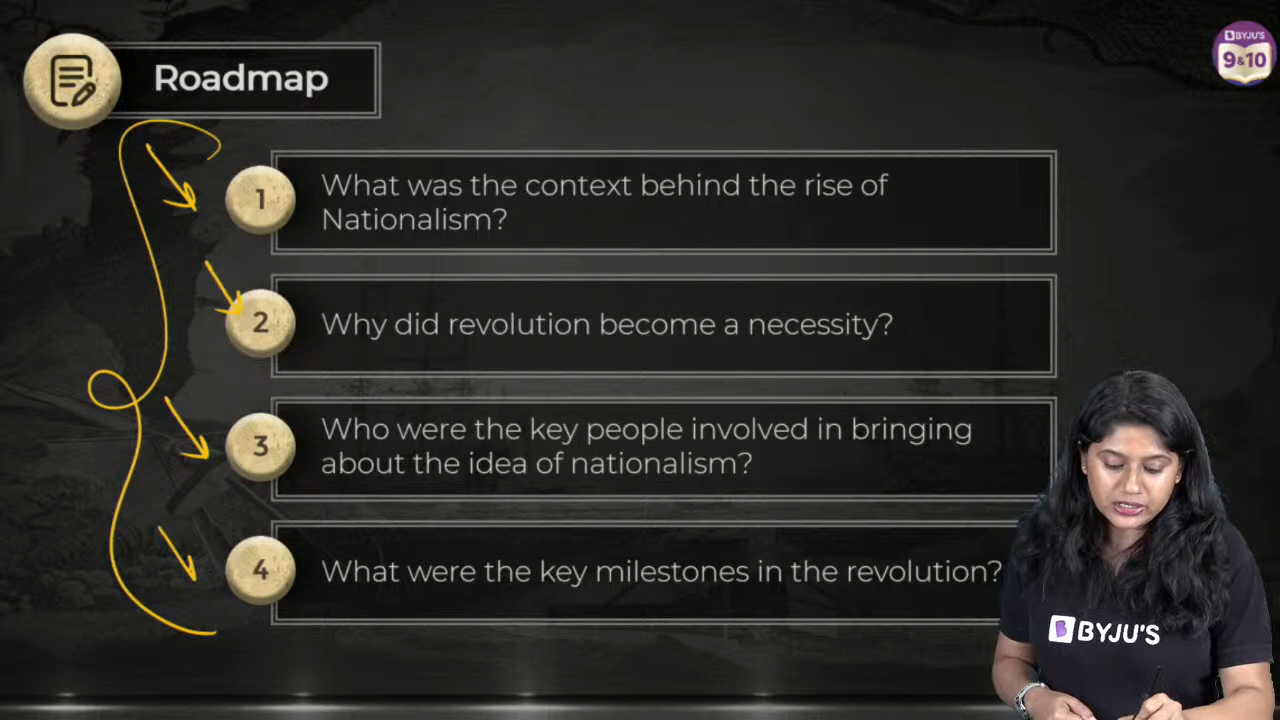 Roadmap
BYJU'S
9&10
1
What was the context behind the rise of
Nationalism?
2
Why did revolution become a necessity?
3
Who were the key people involved in bringing
about the idea of nationalism?
4
What were the key milestones in the revolution?
BYJU'S